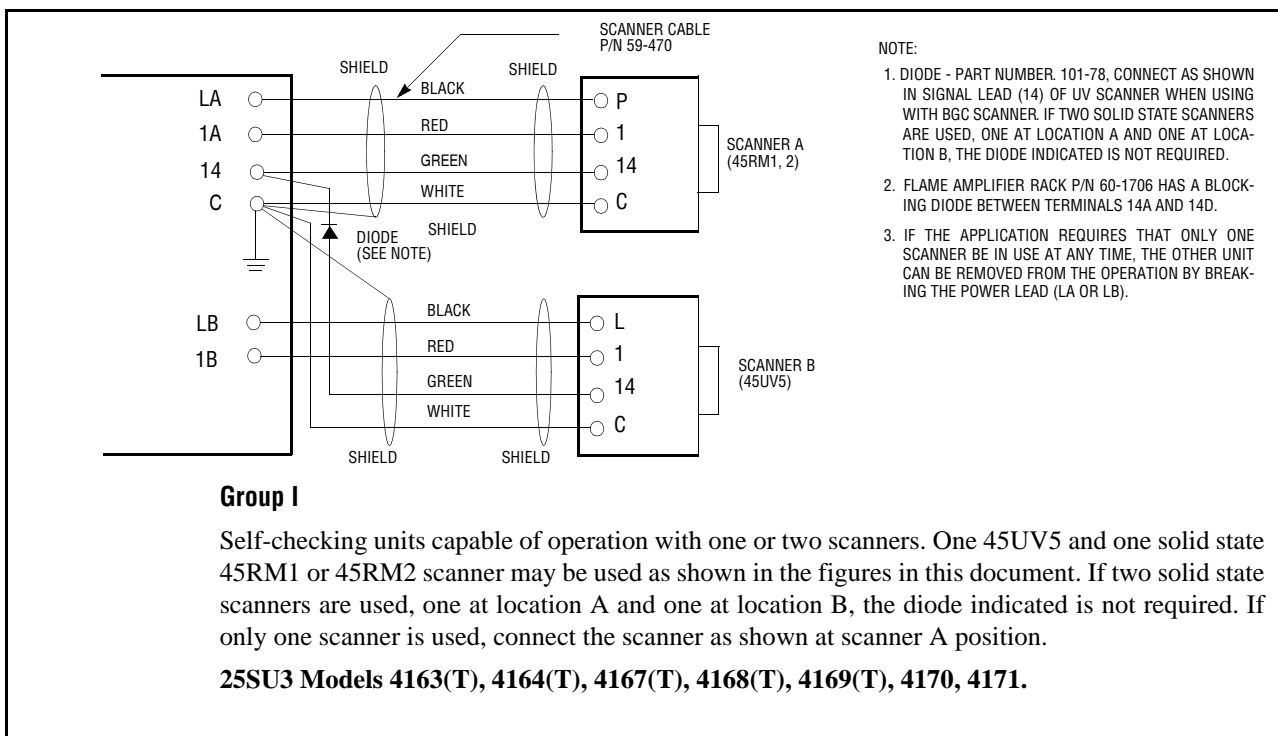 SCANNER CABLE
P/N 59-470
SHIELD
SHIELD
LA
BLACK
P
1A
RED
1
14
GREEN
14
C
WHITE
C
SCANNER A
(45RM1, 2)
SHIELD
DIODE
(SEE NOTE)
LB
BLACK
L
1B
RED
1
GREEN
14
WHITE
C
SCANNER B
(45UV5)
SHIELD
SHIELD
NOTE:
1. DIODE - PART NUMBER. 101-78, CONNECT AS SHOWN
IN SIGNAL LEAD (14) OF UV SCANNER WHEN USING
WITH BGC SCANNER. IF TWO SOLID STATE SCANNERS
ARE USED, ONE AT LOCATION A AND ONE AT LOCA-
TION B, THE DIODE INDICATED IS NOT REQUIRED.
2. FLAME AMPLIFIER RACK P/N 60-1706 HAS A BLOCK-
ING DIODE BETWEEN TERMINALS 14A AND 14D.
3. IF THE APPLICATION REQUIRES THAT ONLY ONE
SCANNER BE IN USE AT ANY TIME, THE OTHER UNIT
CAN BE REMOVED FROM THE OPERATION BY BREAK-
ING THE POWER LEAD (LA OR LB).
Group I
Self-checking units capable of operation with one or two scanners. One 45UV5 and one solid state
45RM1 or 45RM2 scanner may be used as shown in the figures in this document. If two solid state
scanners are used, one at location A and one at location B, the diode indicated is not required. If
only one scanner is used, connect the scanner as shown at scanner A position.
25SU3 Models 4163(T), 4164(T), 4167(T), 4168(T), 4169(T), 4170, 4171.